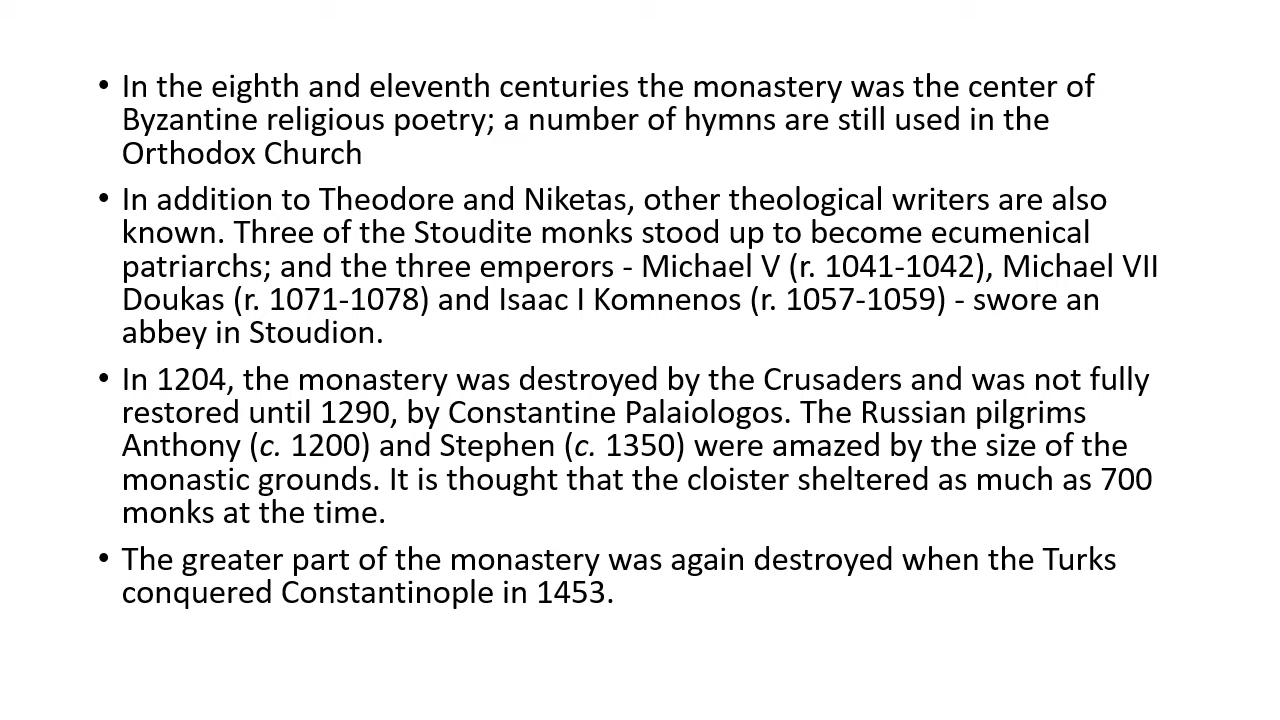 • In the eighth and eleventh centuries the monastery was the center of
Byzantine religious poetry; a number of hymns are still used in the
Orthodox Church
• In addition to Theodore and Niketas, other theological writers are also
known. Three of the Stoudite monks stood up to become ecumenical
patriarchs; and the three emperors - Michael V (r. 1041-1042), Michael VII
Doukas (r. 1071-1078) and Isaac I Komnenos (r. 1057-1059) - swore an
abbey in Stoudion.
• In 1204, the monastery was destroyed by the Crusaders and was not fully
restored until 1290, by Constantine Palaiologos. The Russian pilgrims
Anthony (c. 1200) and Stephen (c. 1350) were amazed by the size of the
monastic grounds. It is thought that the cloister sheltered as much as 700
monks at the time.
• The greater part of the monastery was again destroyed when the Turks
conquered Constantinople in 1453.